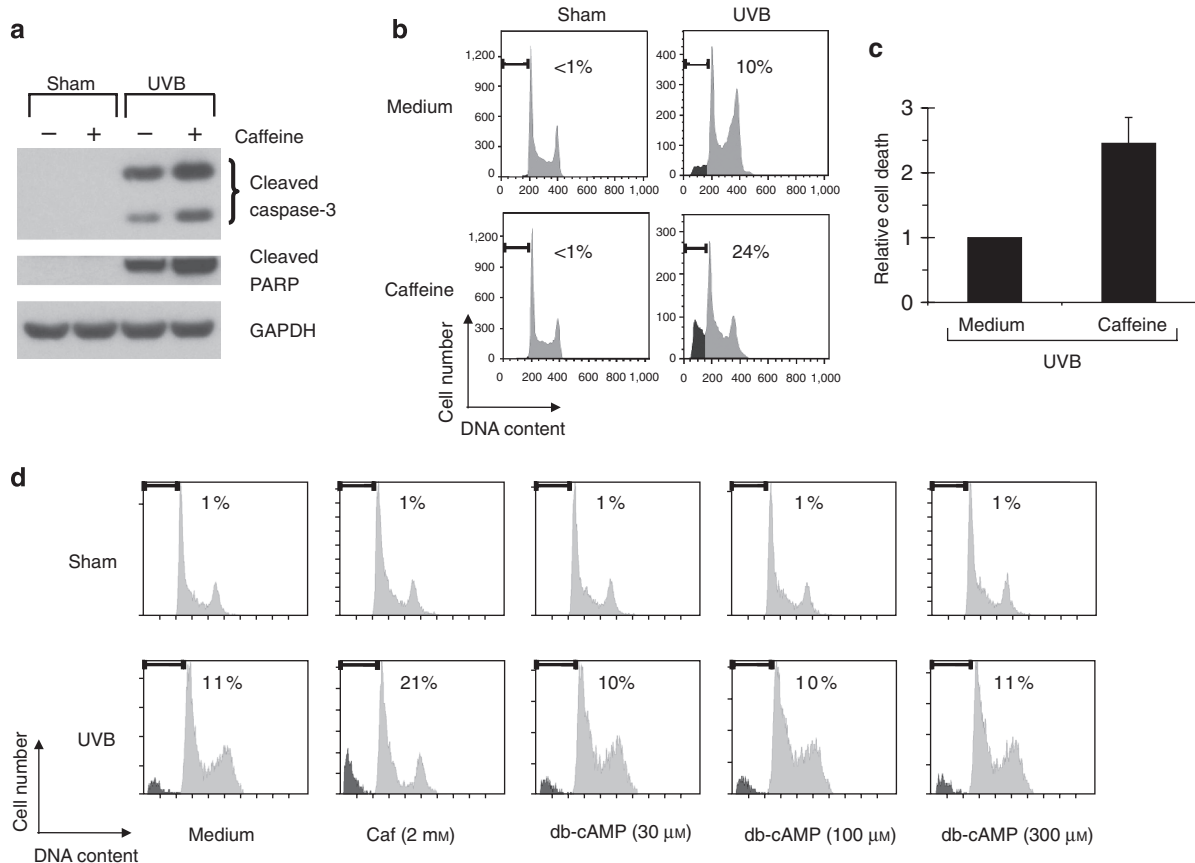 a
Sham UVB
− + − + Caffeine
Cleaved
caspase-3
Cleaved
PARP
GAPDH
b
Sham UVB
Medium
1,200
900
600
300
0
<1%
0 200 400 600 800 1,000
400
300
200
100
0
10%
0 200 400 600 800 1,000
Caffeine
1,200
900
600
300
0
<1%
0 200 400 600 800 1,000
300
200
100
0
24%
0 200 400 600 800 1,000
Cell number
DNA content
c
Relative cell death
3
2
1
0
Medium Caffeine
UVB
d
Sham
1% 1% 1% 1% 1%
UVB
11% 21% 10% 10% 11%
Cell number
DNA content
Medium Caf (2 mM) db-cAMP (30 μM) db-cAMP (100 μM) db-cAMP (300 μM)